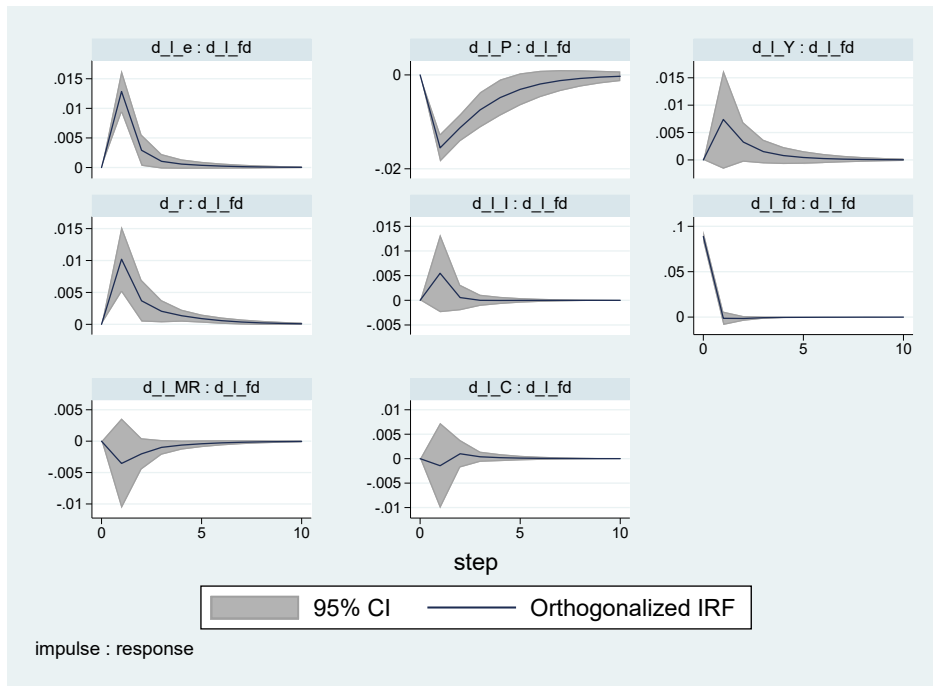 d_l_e : d_l_fd
d_l_P : d_l_fd
d_l_Y : d_l_fd
.015
.01
.005
0
0
-.02
.015
.01
.005
0
d_r : d_l_fd
d_l_I : d_l_fd
d_l_fd : d_l_fd
.015
.01
.005
0
.015
.01
.005
0
-.005
.1
.05
0
0 5 10
d_l_MR : d_l_fd
d_l_C : d_l_fd
.005
0
-.005
-.01
0 5 10
.01
.005
0
-.005
-.01
0 5 10
step
95% CI
Orthogonalized IRF
impulse : response